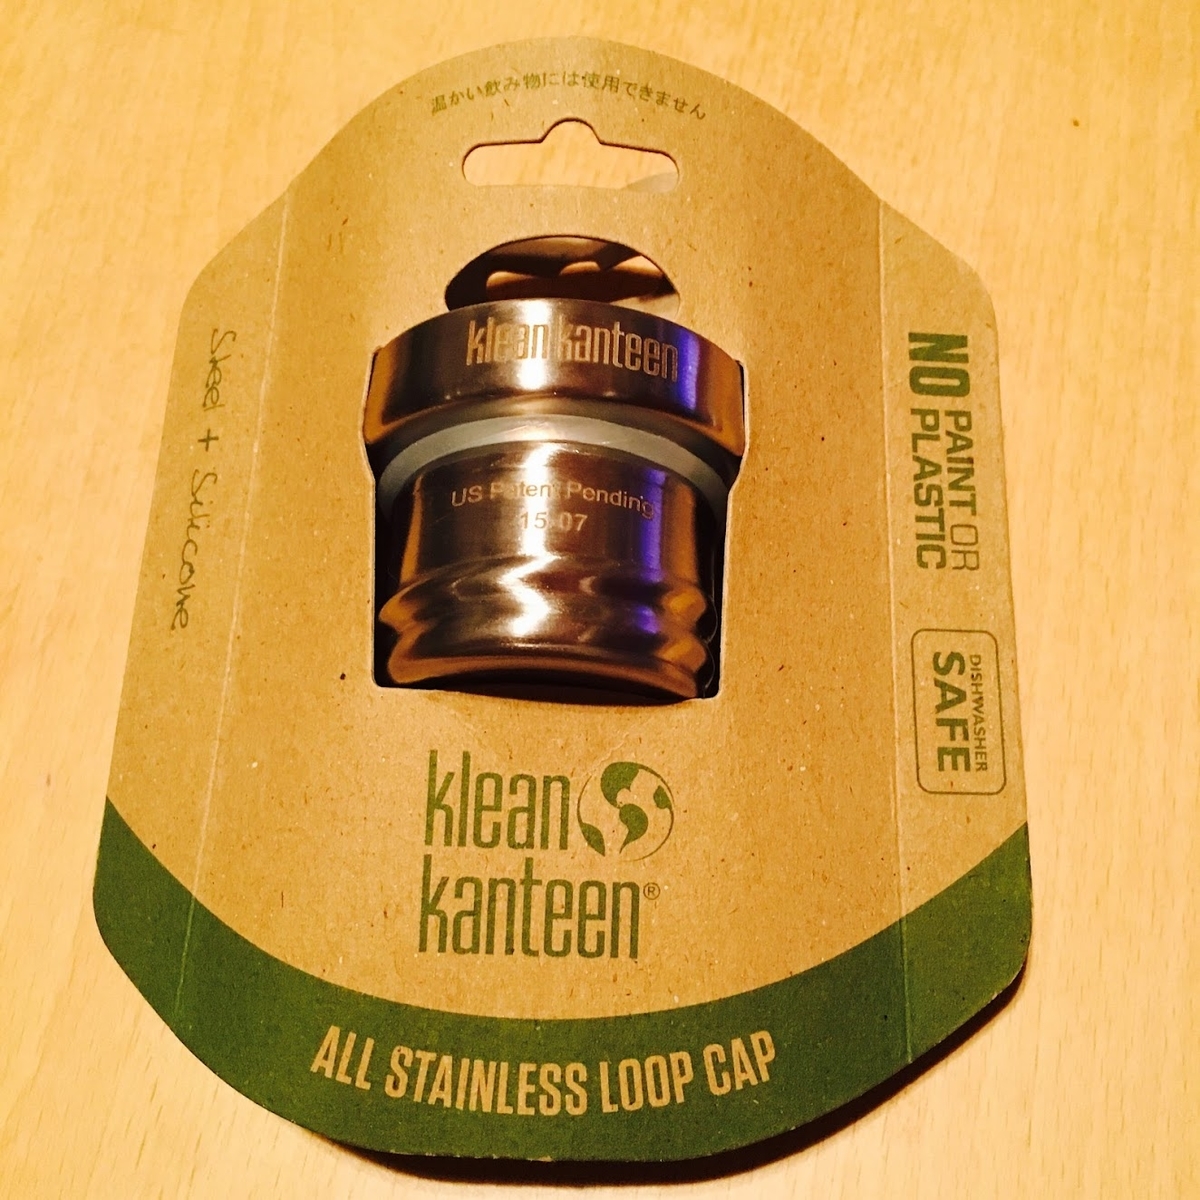 温かい飲み物には使用できません
klean kanteen
US Patent Pending
15 07
Steel + Silicone
NO PAINT OR
PLASTIC
DISHWASHER
SAFE
klean
kanteen®
ALL STAINLESS LOOP CAP